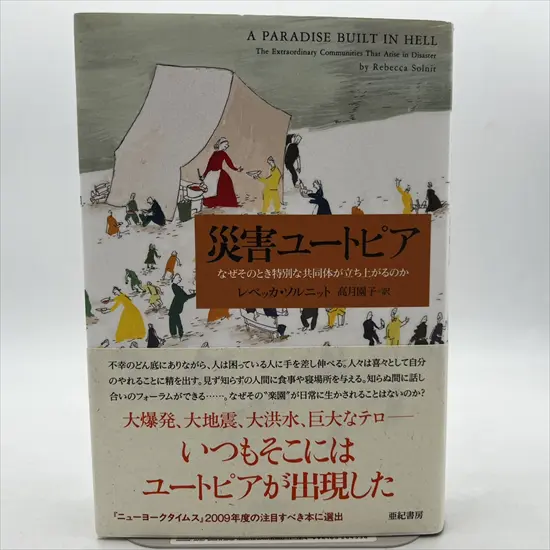 A PARADISE BUILT IN HELL
The Extraordinary Communities That Arise in Disaster
by Rebecca Solnit
災害ユートピア
なぜそのとき特別な共同体が立ち上がるのか
レベッカ・ソルニット 高月園子 訳
不幸のどん底にありながら、人は困っている人に手を差し伸べる。人々は喜々として自分
のやれることに精を出す。見ず知らずの人間に食事や寝場所を与える。知らぬ間に話し
合いのフォーラムができる……。なぜその“楽園”が日常に生かされることはないのか?
大爆発、大地震、大洪水、巨大なテロ――
いつもそこには
ユートピアが出現した
『ニューヨークタイムス』2009年度の注目すべき本に選出
亜紀書房